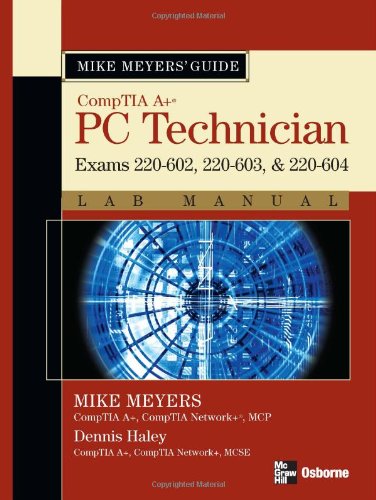 MIKE MEYERS' GUIDE
CompTIA A+®
PC Technician
Exams 220-602, 220-603, & 220-604
LAB MANUAL
MIKE MEYERS
CompTIA A+, CompTIA Network+®, MCP
Dennis Haley
CompTIA A+, CompTIA Network+, MCSE
Mc
Graw
Hill
Osborne